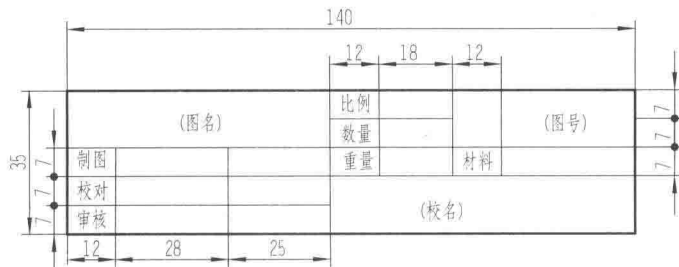 140
12 18 12
比例
(图名) (图号) 7
数量
7
35 7 制图 重量 材料 7
7 校对
(校名)
7 审核
12 28 25